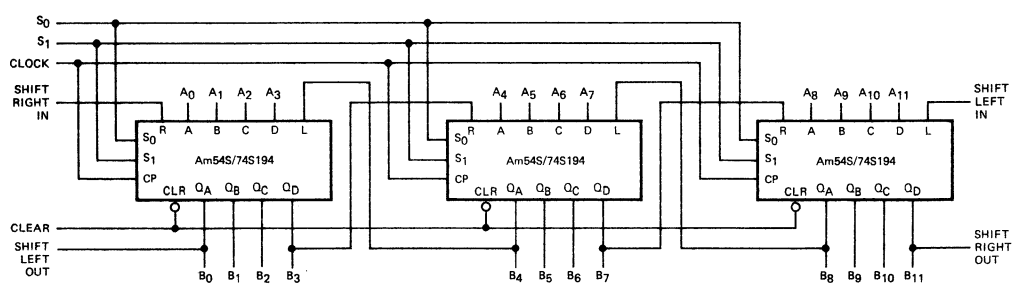 S0
S1
CLOCK
SHIFT RIGHT IN
A0 A1 A2 A3
A4 A5 A6 A7
A8 A9 A10 A11
SHIFT LEFT IN
R A B C D L
R A B C D L
R A B C D L
S0
S1
CP
Am54S/74S194
CLR QA QB QC QD
S0
S1
CP
Am54S/74S194
CLR QA QB QC QD
S0
S1
CP
Am54S/74S194
CLR QA QB QC QD
CLEAR
SHIFT LEFT OUT
SHIFT RIGHT OUT
B0 B1 B2 B3
B4 B5 B6 B7
B8 B9 B10 B11